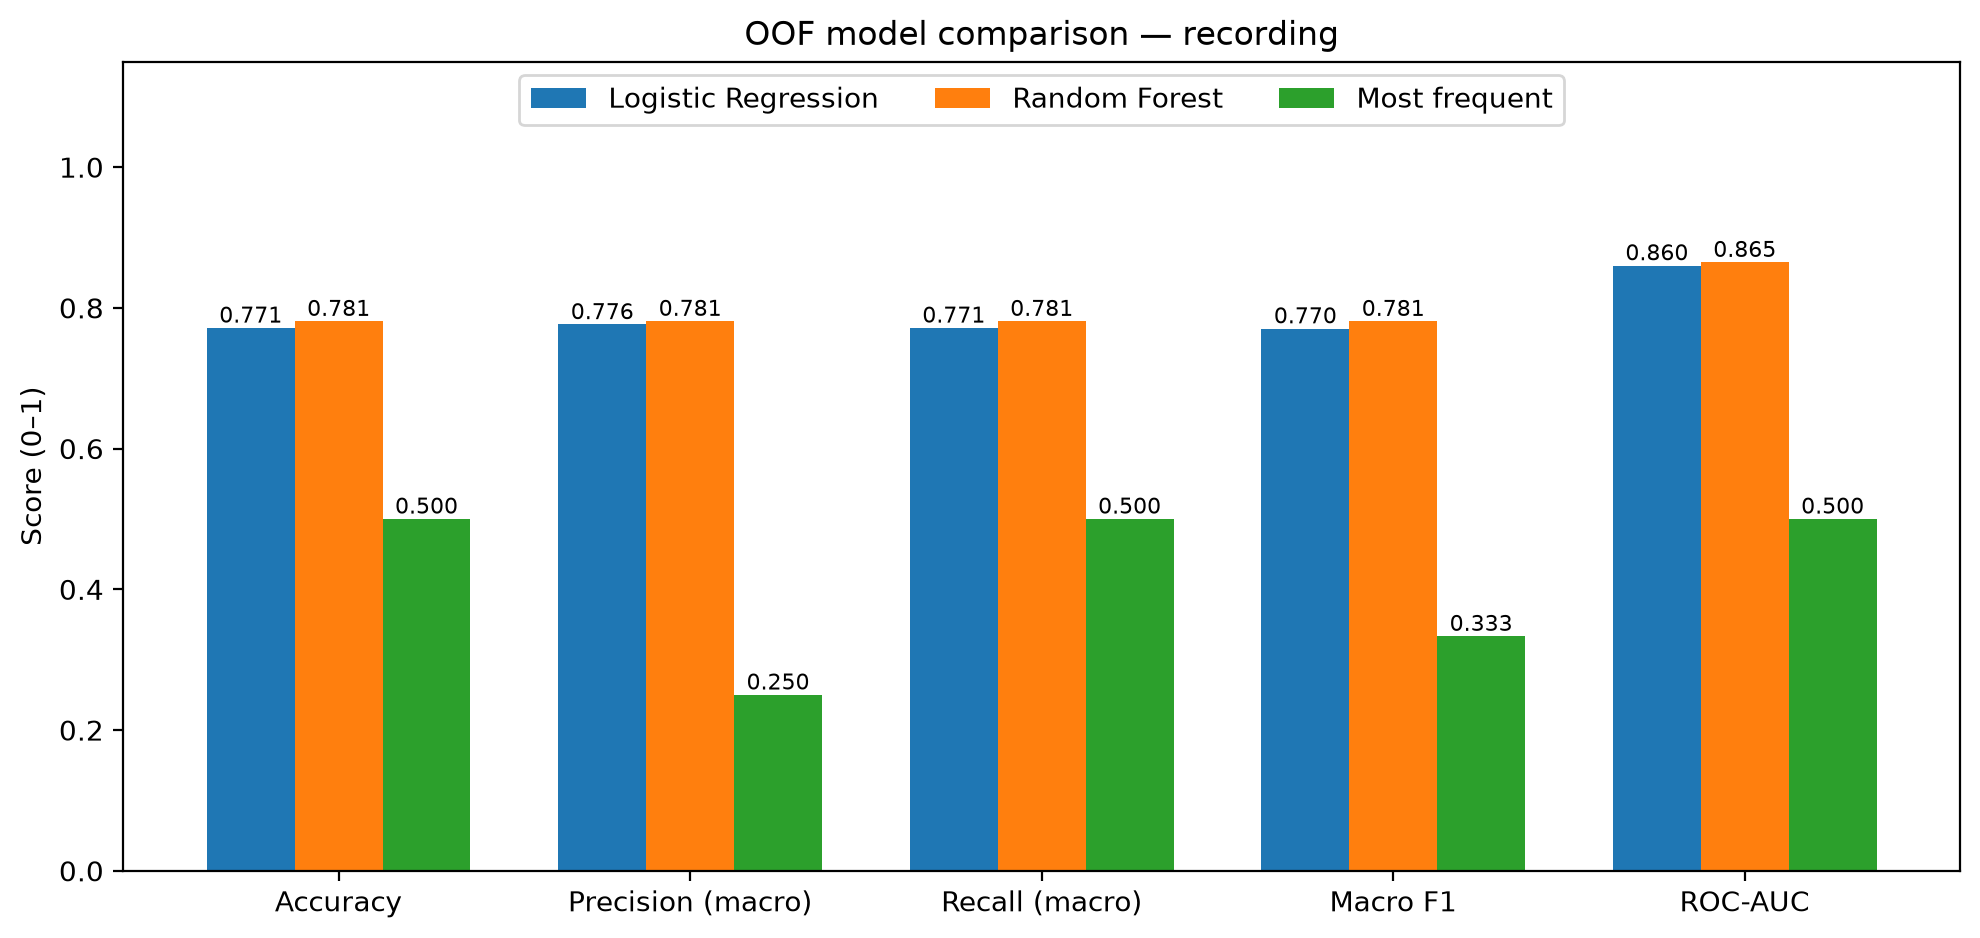 OOF model comparison — recording
Logistic Regression Random Forest Most frequent
Score (0–1)
1.0
0.8
0.6
0.4
0.2
0.0
0.771 0.781 0.500
0.776 0.781 0.250
0.771 0.781 0.500
0.770 0.781 0.333
0.860 0.865 0.500
Accuracy Precision (macro) Recall (macro) Macro F1 ROC-AUC